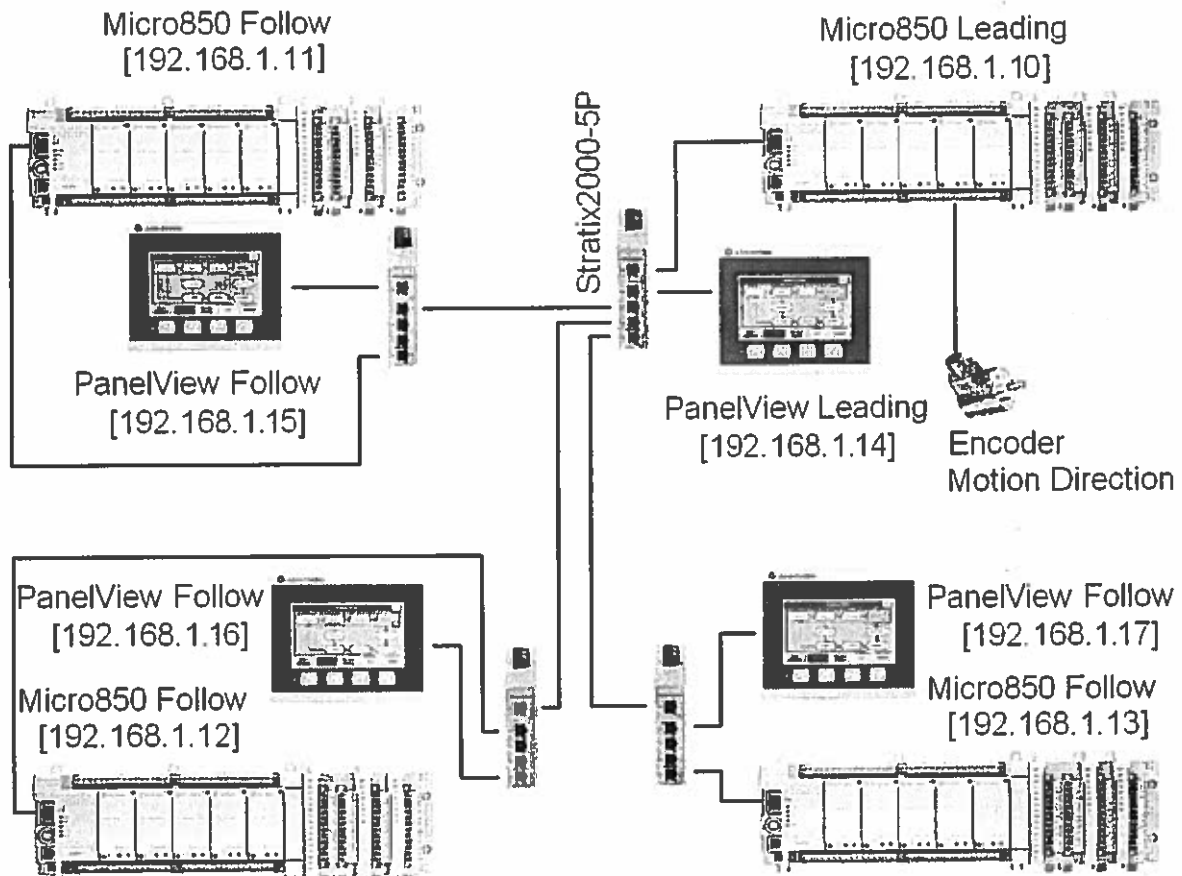 Micro850 Follow
[192.168.1.11]
Micro850 Leading
[192.168.1.10]
Stratix2000-5P
PanelView Follow
[192.168.1.15]
PanelView Leading
[192.168.1.14]
Encoder
Motion Direction
PanelView Follow
[192.168.1.16]
PanelView Follow
[192.168.1.17]
Micro850 Follow
[192.168.1.12]
Micro850 Follow
[192.168.1.13]